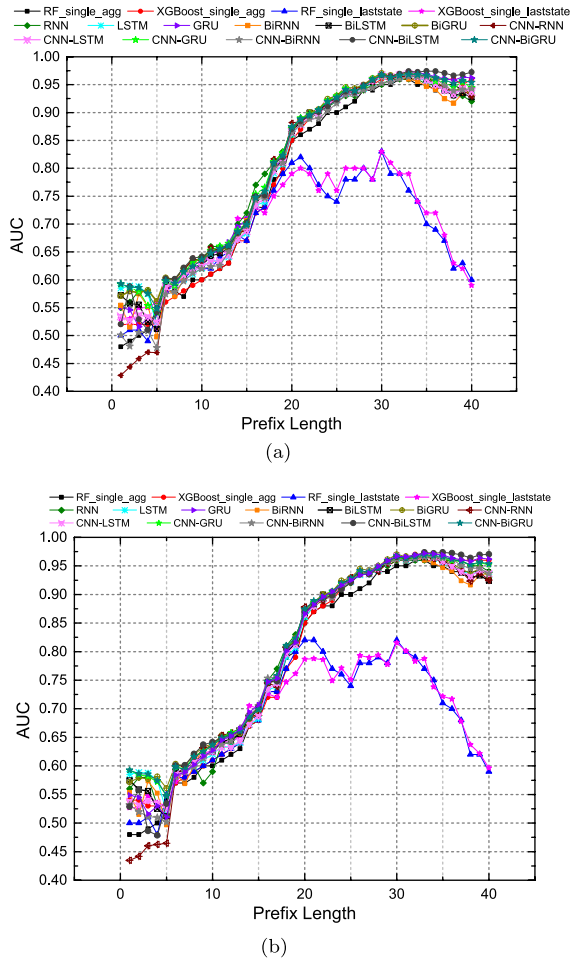 RF_single_agg XGBoost_single_agg RF_single_laststate XGBoost_single_laststate
RNN LSTM GRU BiRNN BiLSTM BiGRU CNN-RNN
CNN-LSTM CNN-GRU CNN-BiRNN CNN-BiLSTM CNN-BiGRU
1.00
0.95
0.90
0.85
0.80
0.75
0.70
0.65
0.60
0.55
0.50
0.45
0.40
AUC
0 10 20 30 40 50
Prefix Length
(a)
RF_single_agg XGBoost_single_agg RF_single_laststate XGBoost_single_laststate
RNN LSTM GRU BiRNN BiLSTM BiGRU CNN-RNN
CNN-LSTM CNN-GRU CNN-BiRNN CNN-BiLSTM CNN-BiGRU
1.00
0.95
0.90
0.85
0.80
0.75
0.70
0.65
0.60
0.55
0.50
0.45
0.40
AUC
0 10 20 30 40 50
Prefix Length
(b)